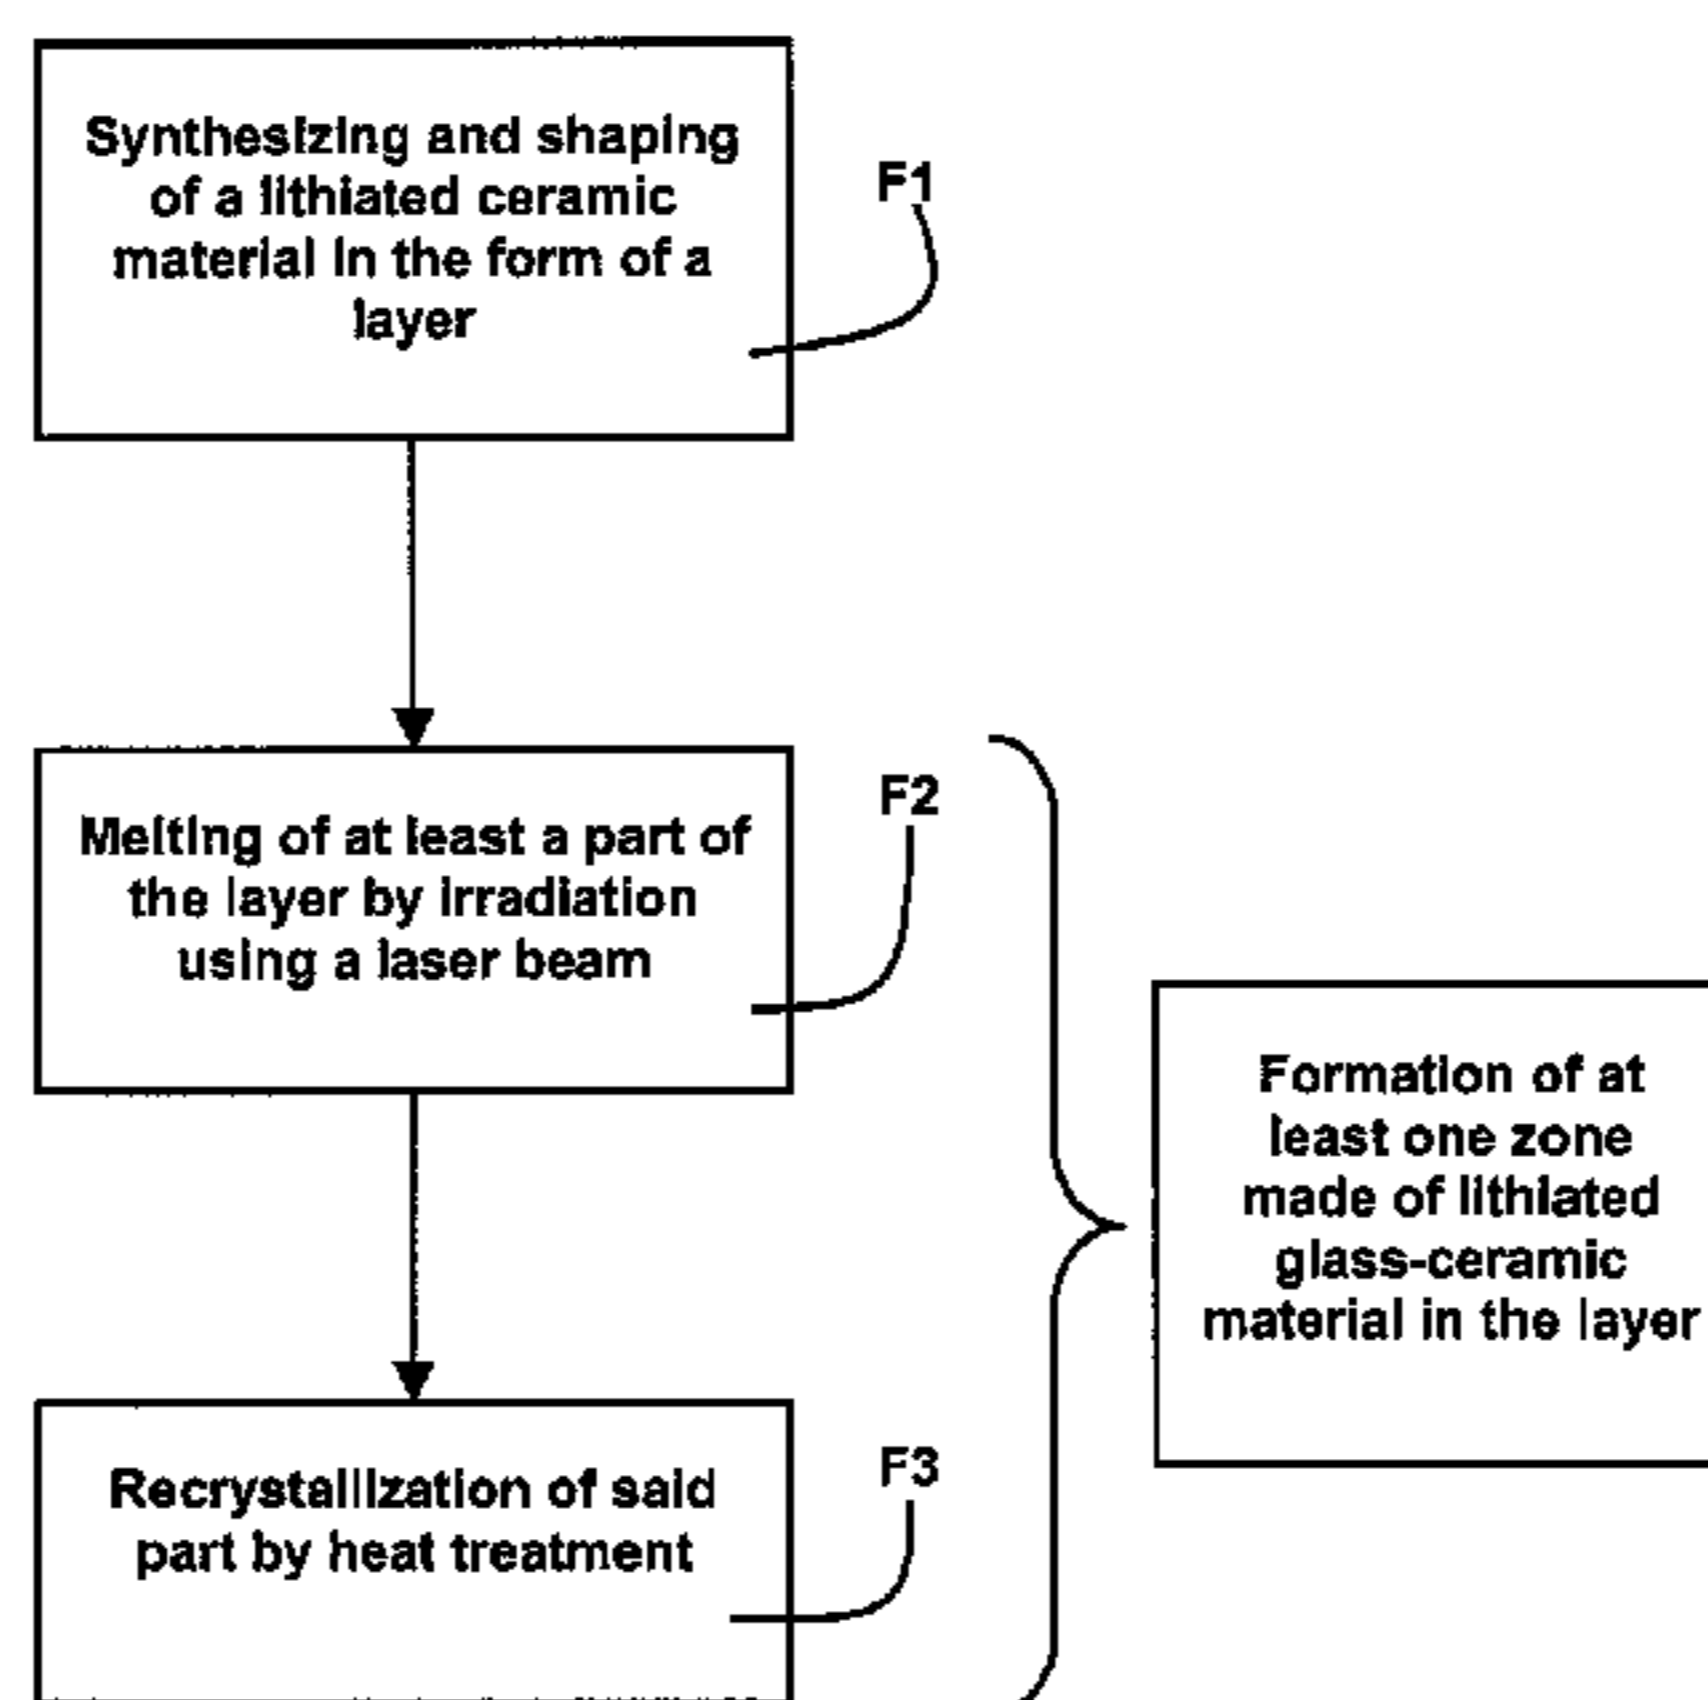 Synthesizing and shaping
of a lithiated ceramic
material in the form of a
layer
F1
Melting of at least a part of
the layer by irradiation
using a laser beam
F2
Formation of at
least one zone
made of lithiated
glass-ceramic
material in the layer
Recrystallization of said
part by heat treatment
F3